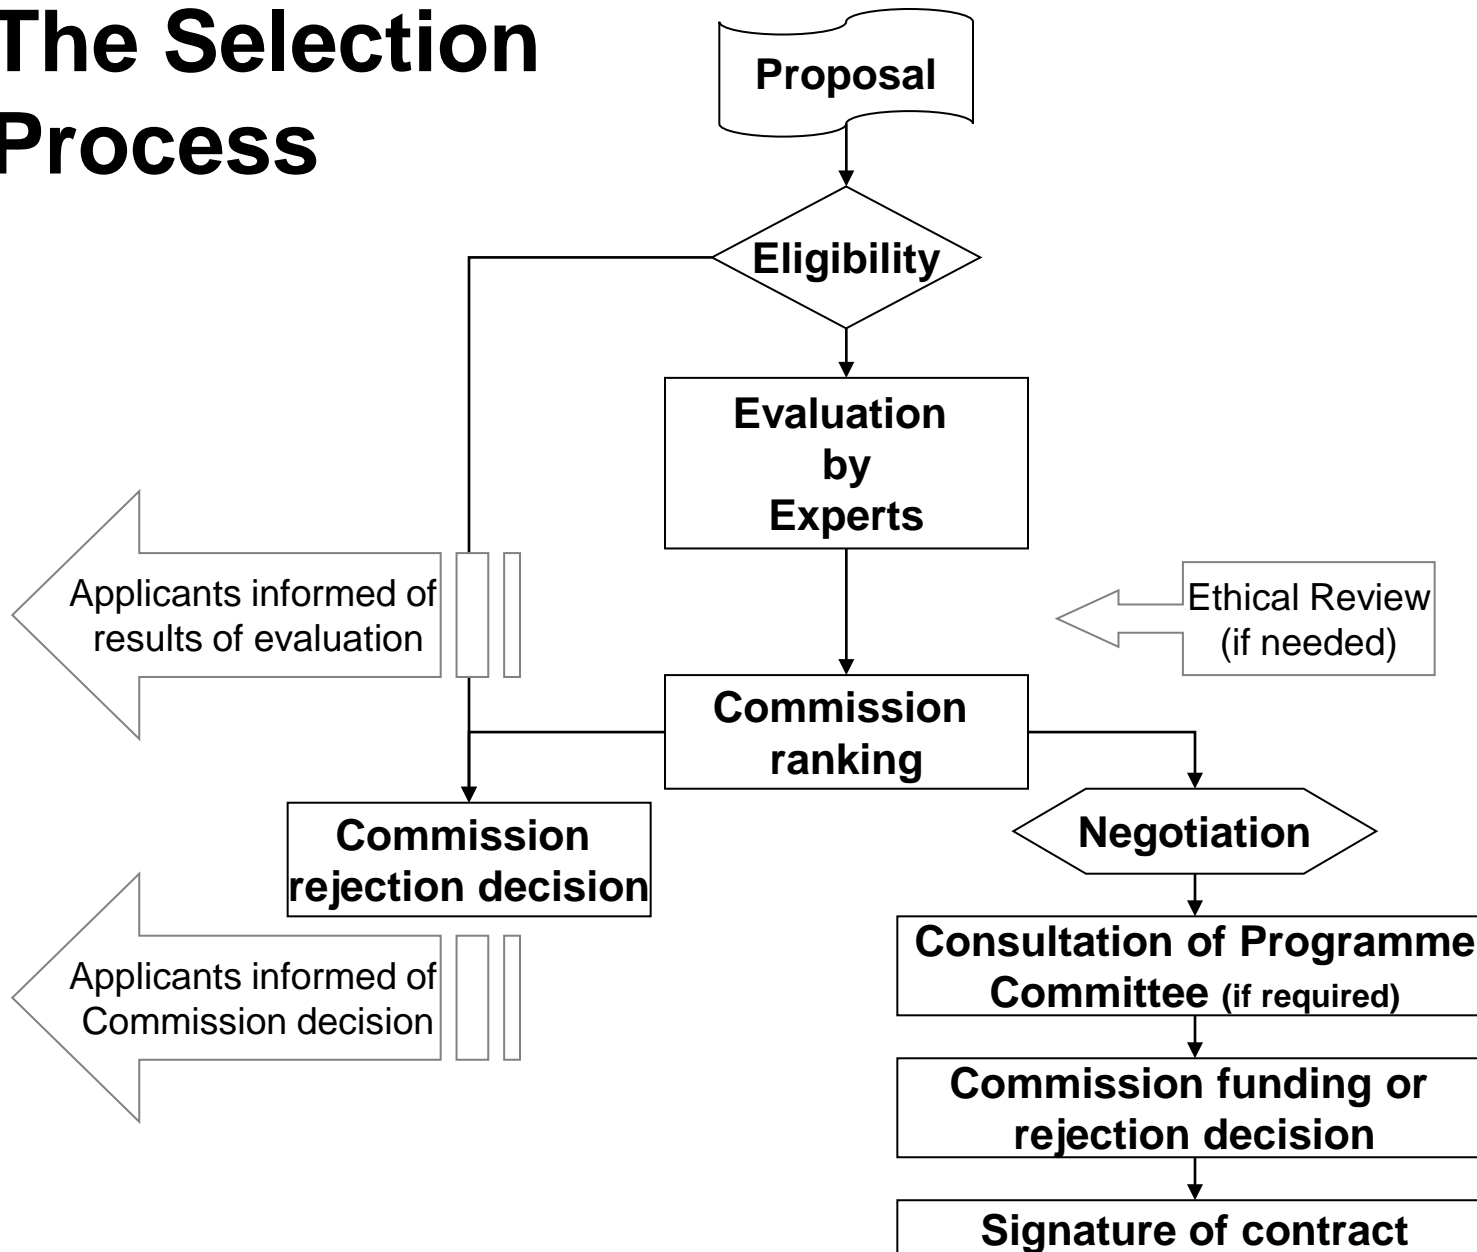 The Selection
Process
Proposal
Eligibility
Evaluation
by
Experts
Applicants informed of
results of evaluation
Ethical Review
(if needed)
Commission
ranking
Commission
rejection decision
Negotiation
Applicants informed of
Commission decision
Consultation of Programme
Committee (if required)
Commission funding or
rejection decision
Signature of contract